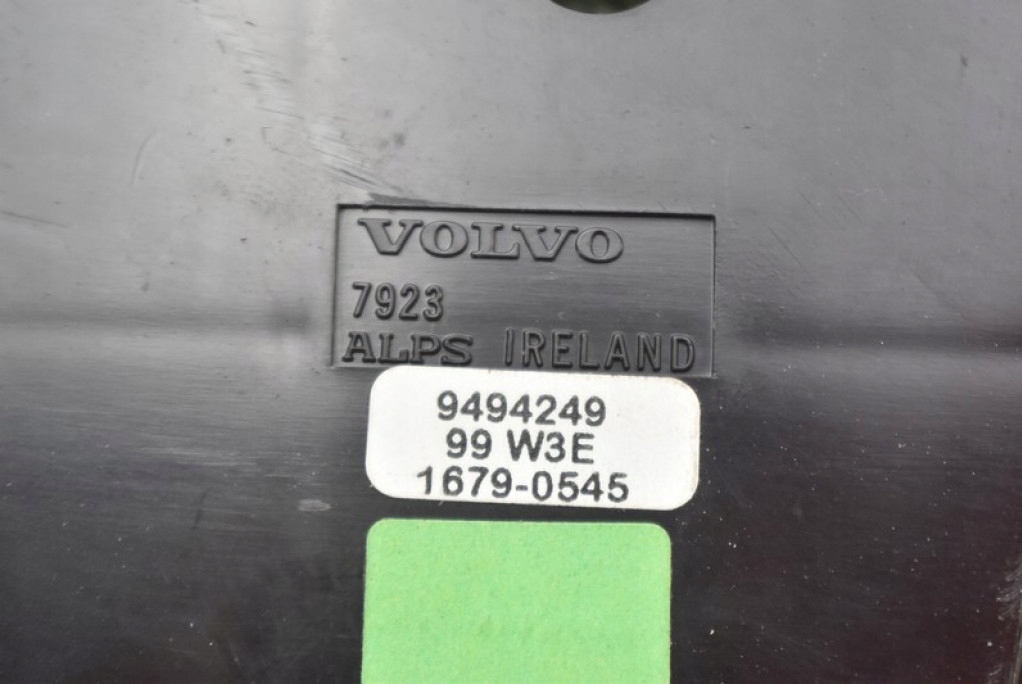 VOLVO
7923
ALPS IRELAND
9494249
99 W3E
1679-0545